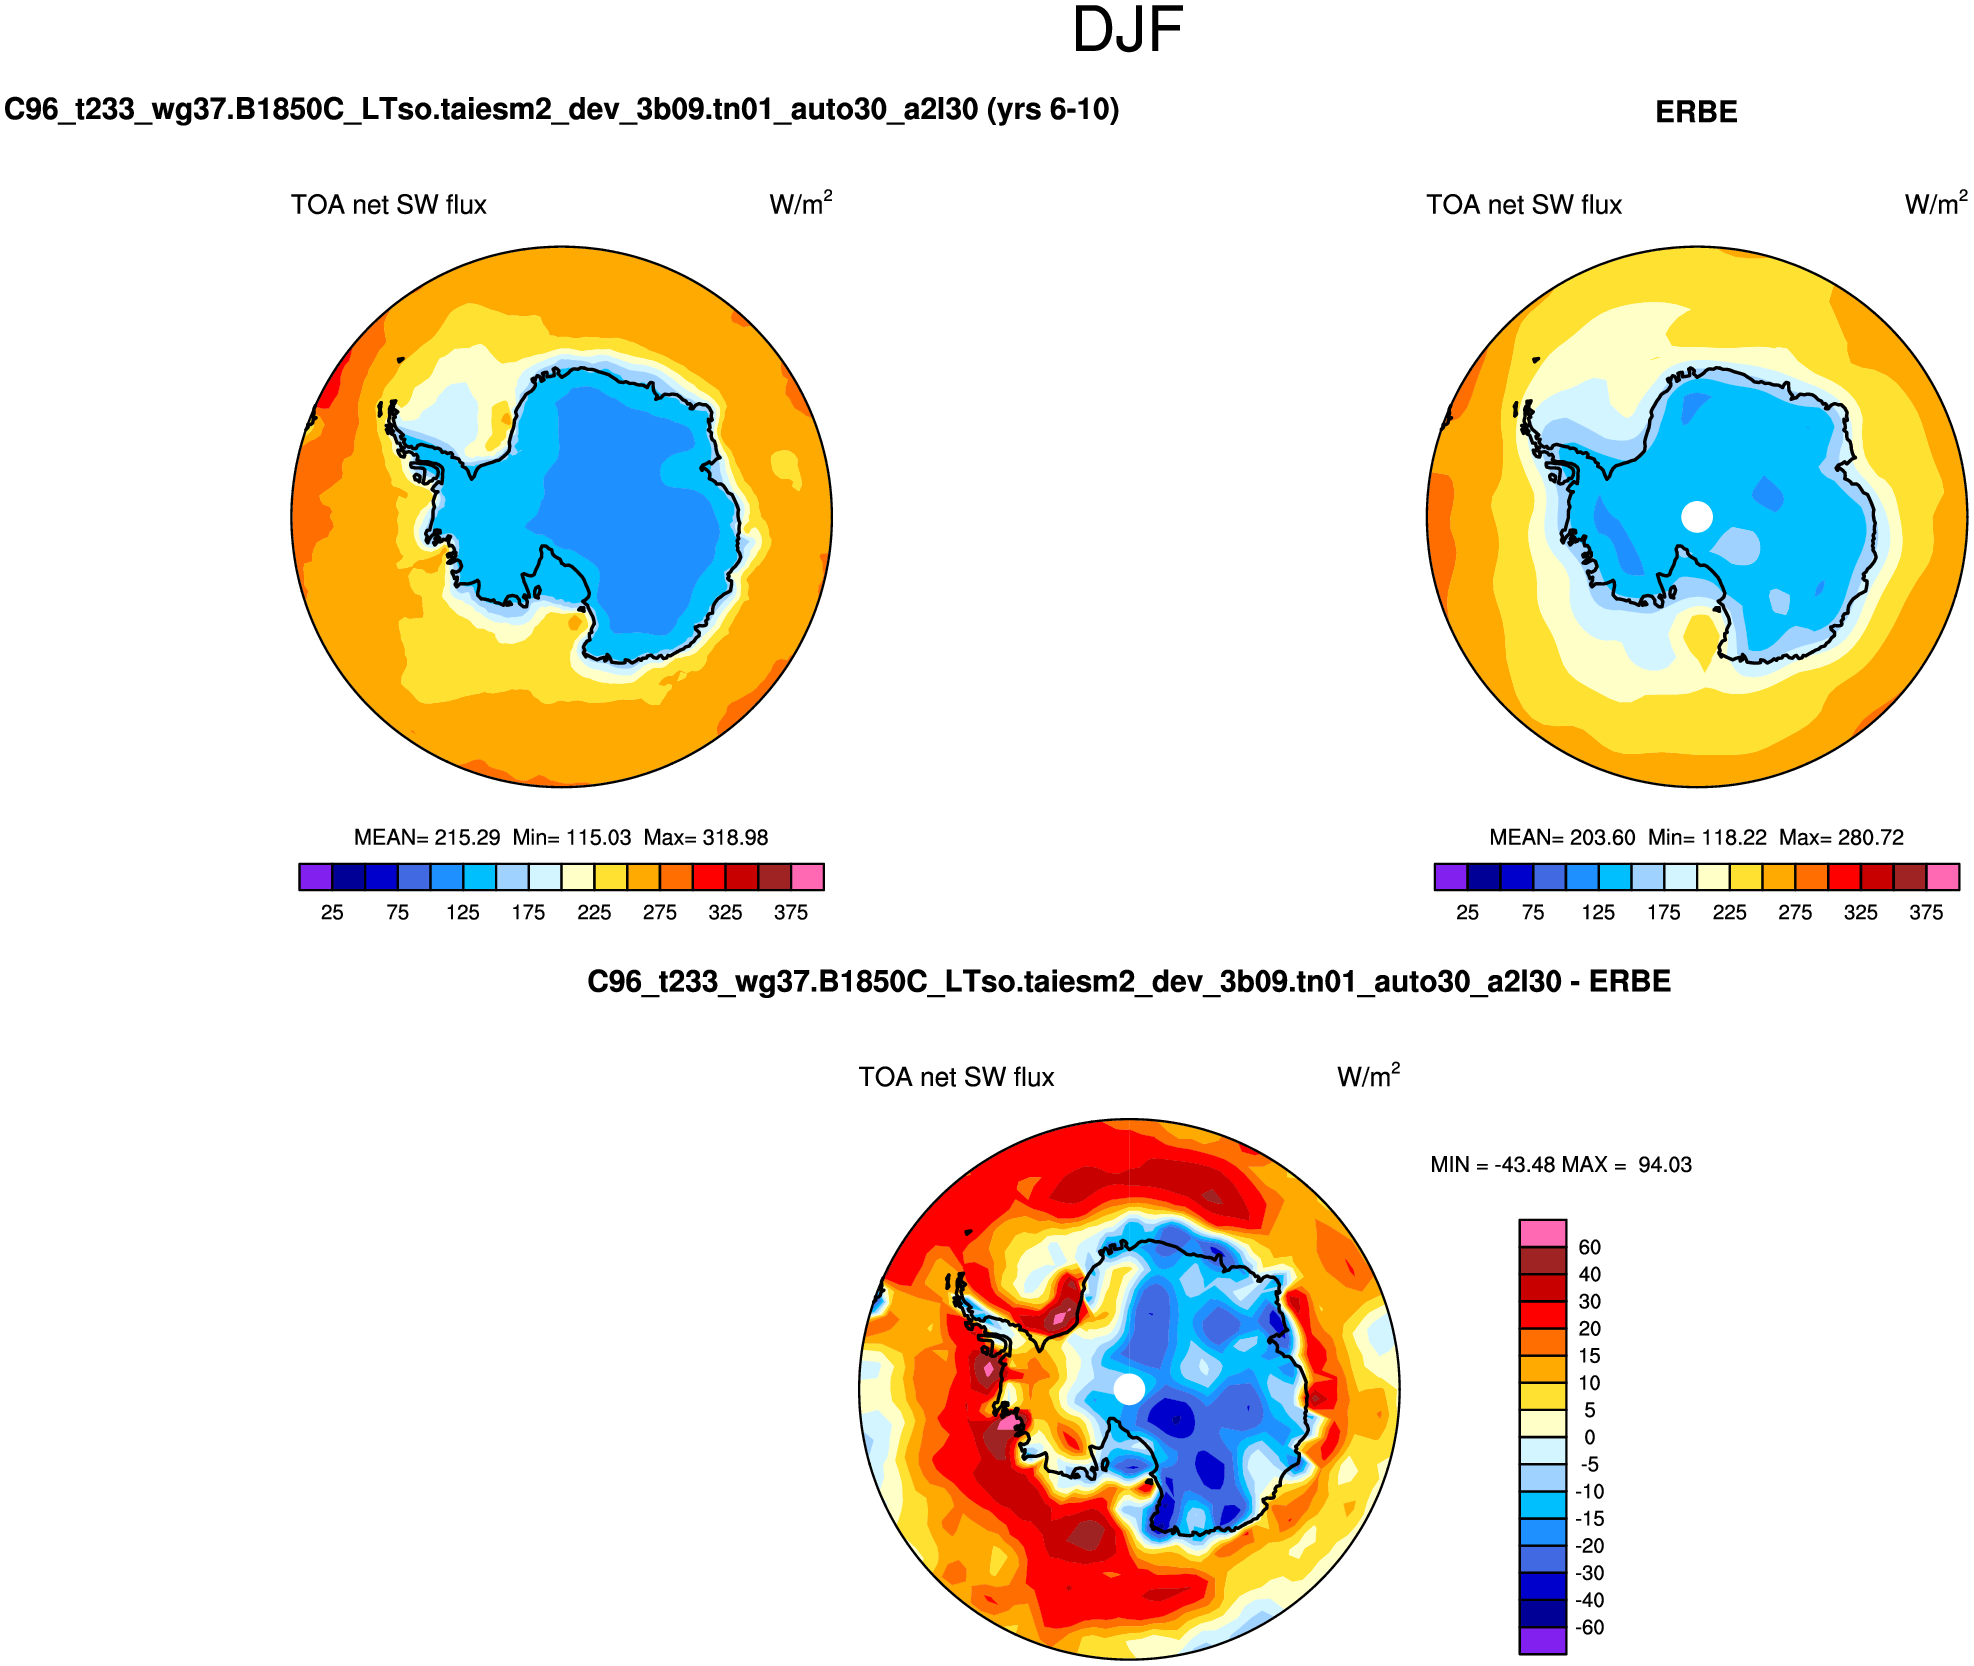 DJF
C96_t233_wg37.B1850C_LTso.taiesm2_dev_3b09.tn01_auto30_a2l30 (yrs 6-10)
ERBE
TOA net SW flux W/m2
TOA net SW flux W/m2
MEAN= 215.29 Min= 115.03 Max= 318.98
25 75 125 175 225 275 325 375
MEAN= 203.60 Min= 118.22 Max= 280.72
25 75 125 175 225 275 325 375
C96_t233_wg37.B1850C_LTso.taiesm2_dev_3b09.tn01_auto30_a2l30 - ERBE
TOA net SW flux W/m2
MIN = -43.48 MAX = 94.03
60
40
30
20
15
10
5
0
-5
-10
-15
-20
-30
-40
-60